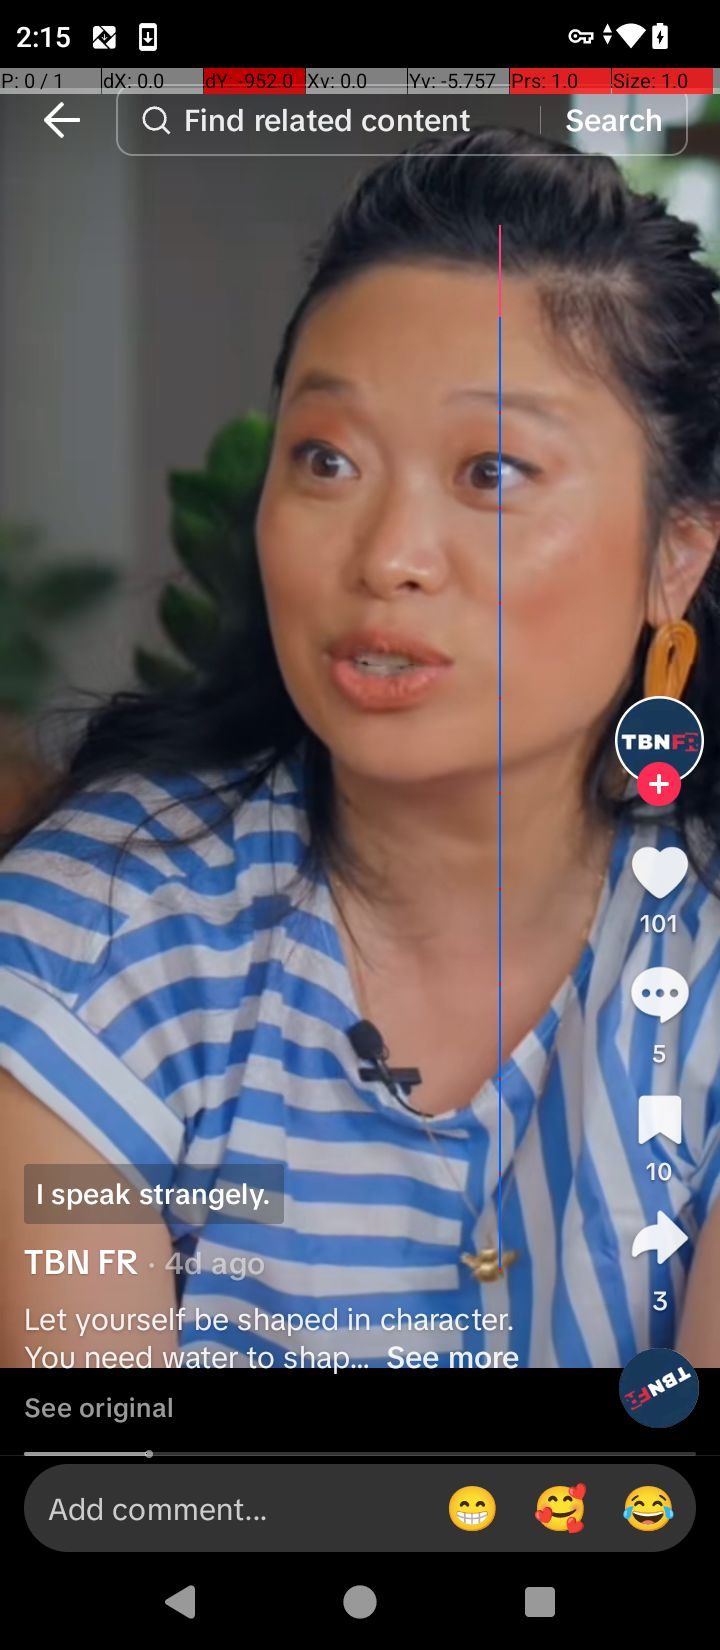 2:15
P: 0 / 1 dX: 0.0 dY: -952.0 Xv: 0.0 Yv: -5.757 Prs: 1.0 Size: 1.0
Find related content Search
TBNFR
101
5
10
I speak strangely.
TBN FR · 4d ago
3
Let yourself be shaped in character.
You need water to shap... See more
TBNFR
See original
Add comment...